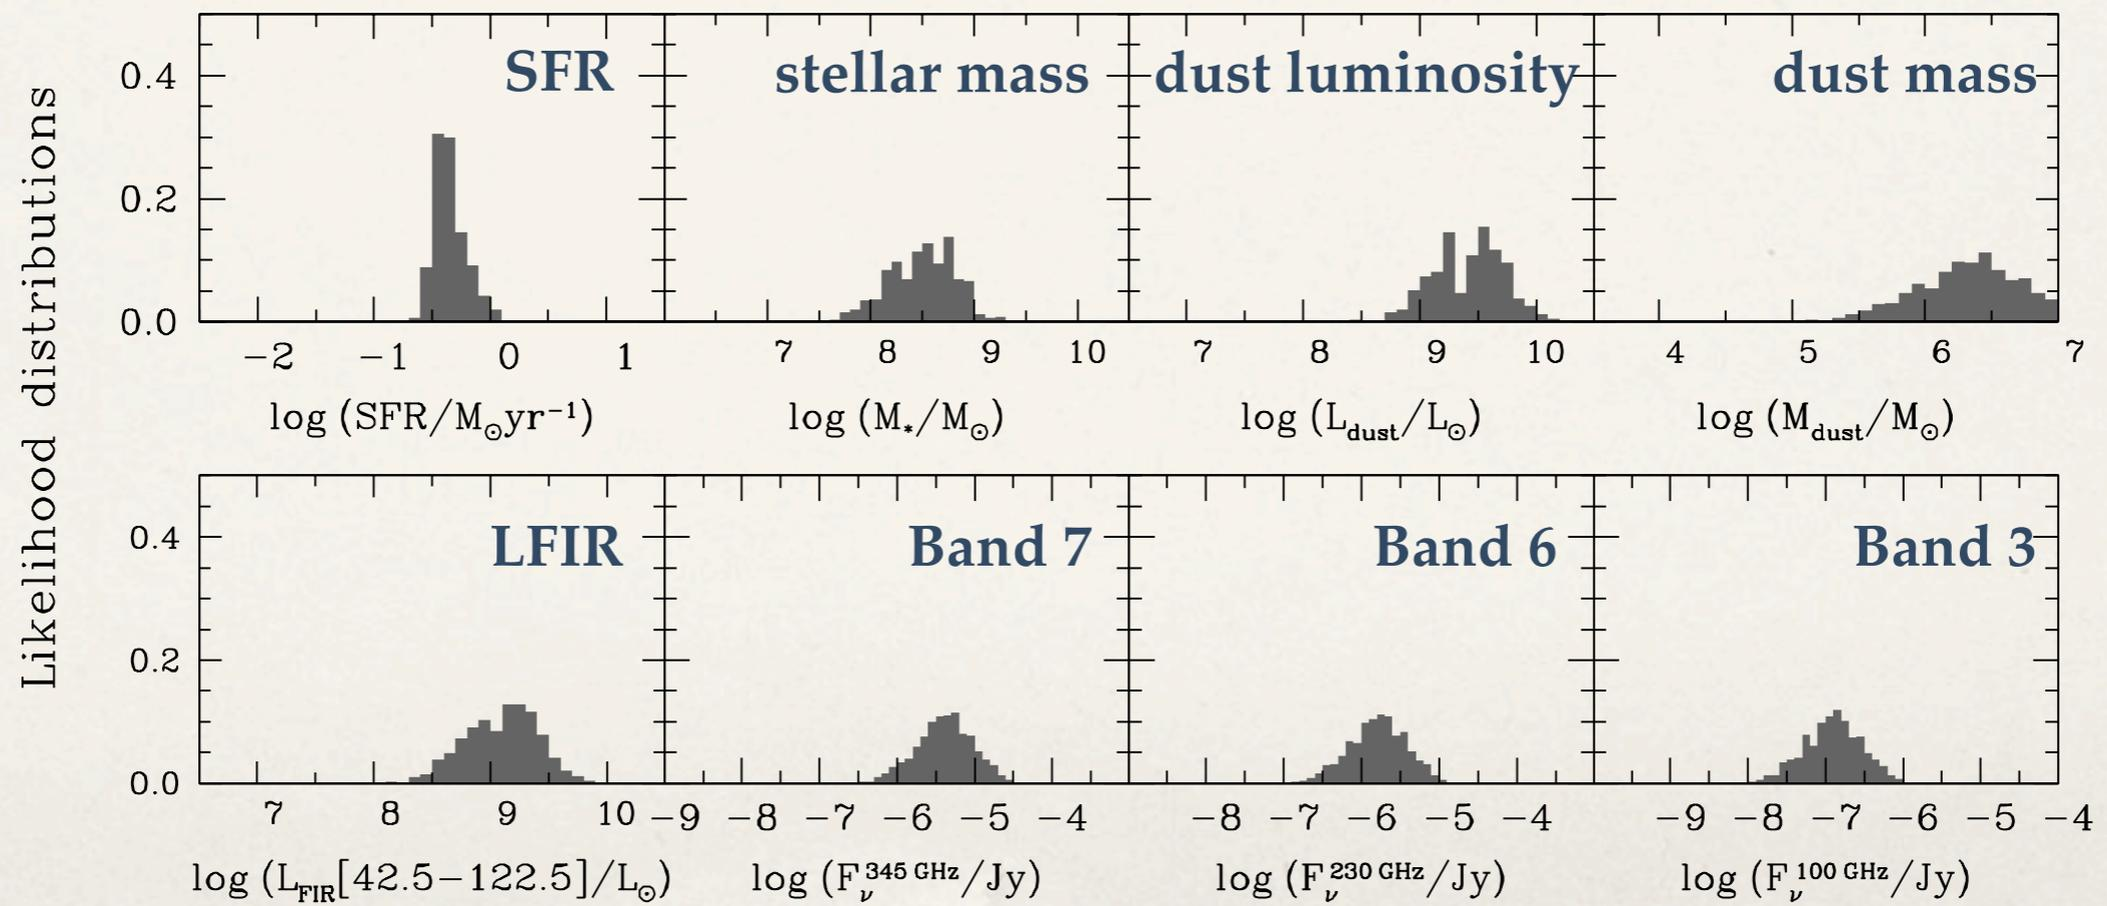 Likelihood distributions
SFR
stellar mass
dust luminosity
dust mass
0.4
0.2
0.0
−2 −1 0 1
7 8 9 10
7 8 9 10
4 5 6 7
log (SFR/M⊙yr⁻¹)
log (M*/M⊙)
log (Ldust/L⊙)
log (Mdust/M⊙)
LFIR
Band 7
Band 6
Band 3
0.4
0.2
0.0
7 8 9 10
−9 −8 −7 −6 −5 −4
−8 −7 −6 −5 −4
−9 −8 −7 −6 −5 −4
log (LFIR[42.5−122.5]/L⊙)
log (Fν345 GHz/Jy)
log (Fν230 GHz/Jy)
log (Fν100 GHz/Jy)